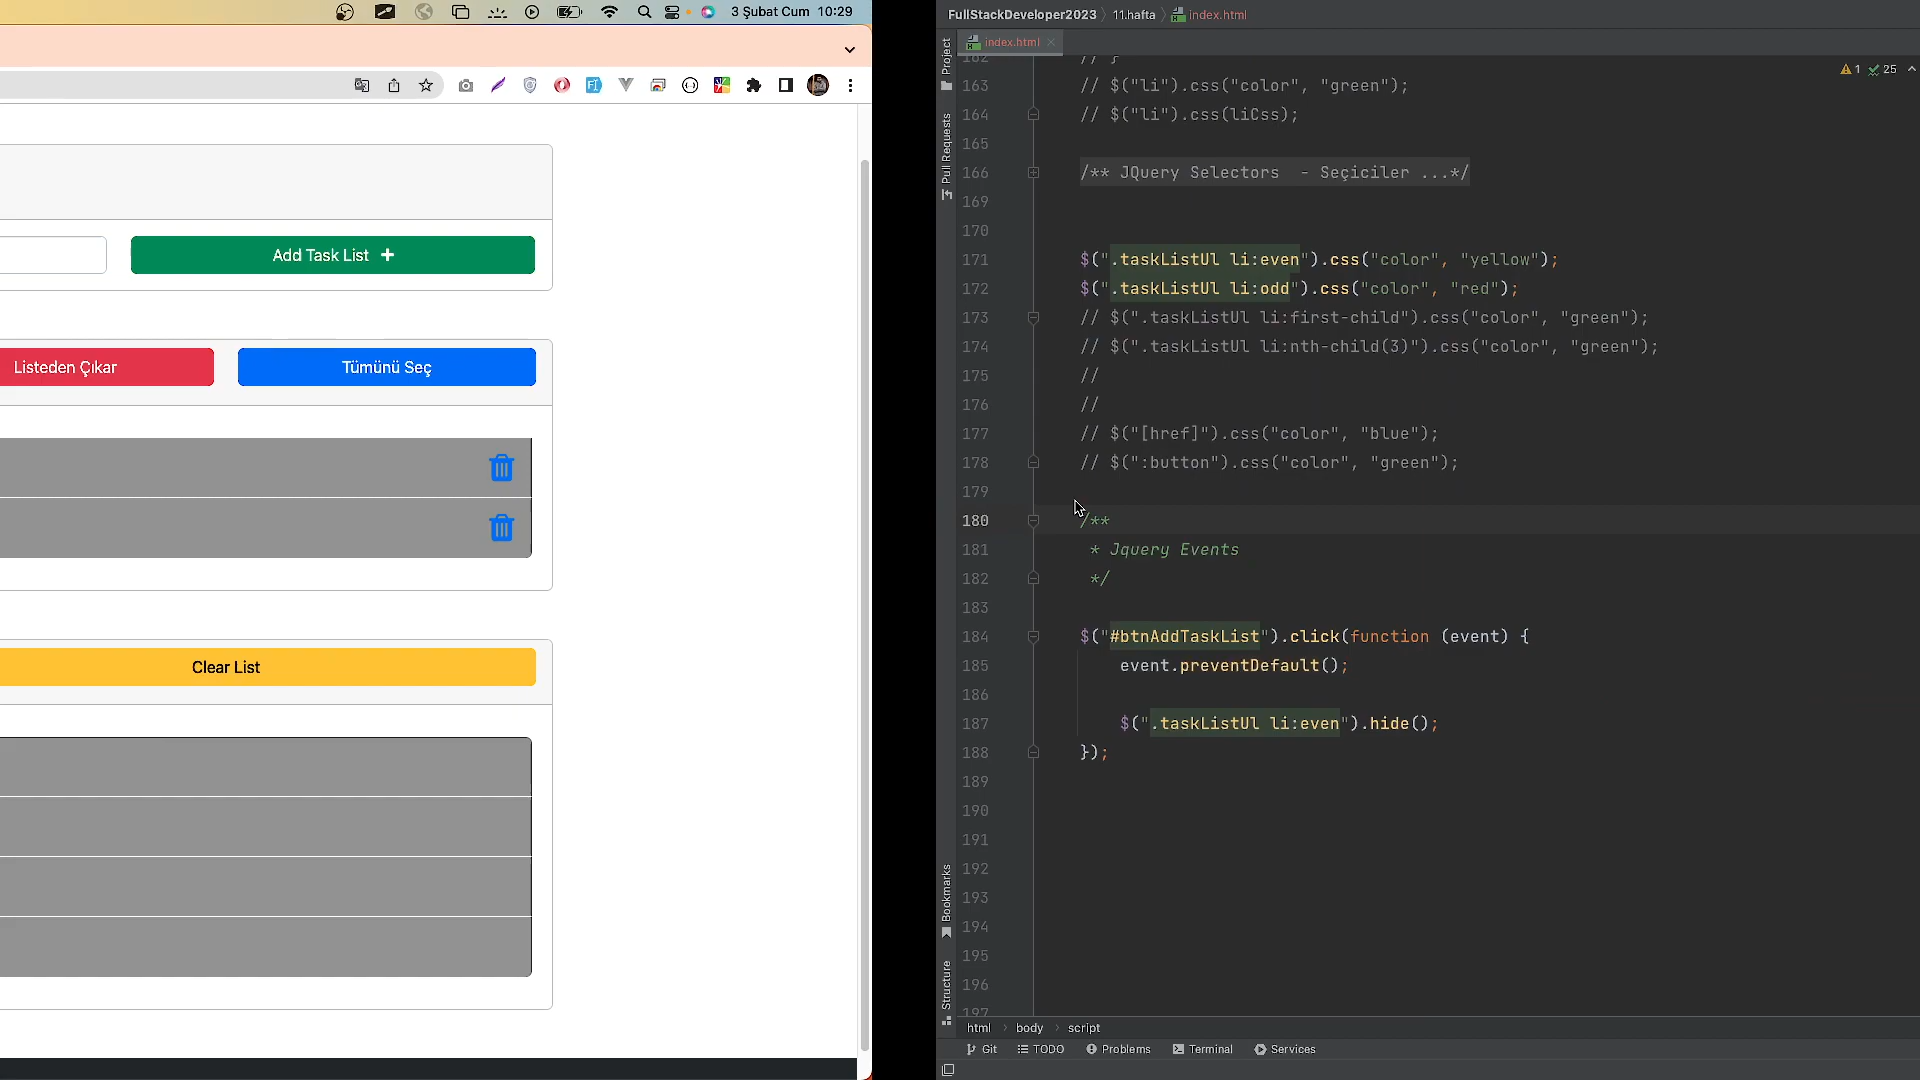 3 Şubat Cum 10:29
Add Task List
Listeden Çıkar
Tümünü Seç
Clear List
FullStackDeveloper2023 11.hafta index.html
index.html
1 25
Project
Pull Requests
Bookmarks
Structure
162 // }
163 // $("li").css("color", "green");
164 // $("li").css(liCss);
165
166 /** JQuery Selectors - Seçiciler ...*/
169
170
171 $(".taskListUl li:even").css("color", "yellow");
172 $(".taskListUl li:odd").css("color", "red");
173 // $(".taskListUl li:first-child").css("color", "green");
174 // $(".taskListUl li:nth-child(3)").css("color", "green");
175 //
176 //
177 // $("[href]").css("color", "blue");
178 // $(":button").css("color", "green");
179
180 /**
181 * Jquery Events
182 */
183
184 $("#btnAddTaskList").click(function (event) {
185 event.preventDefault();
186
187 $(".taskListUl li:even").hide();
188 });
189
190
191
192
193
194
195
196
197
html body script
Git TODO Problems Terminal Services